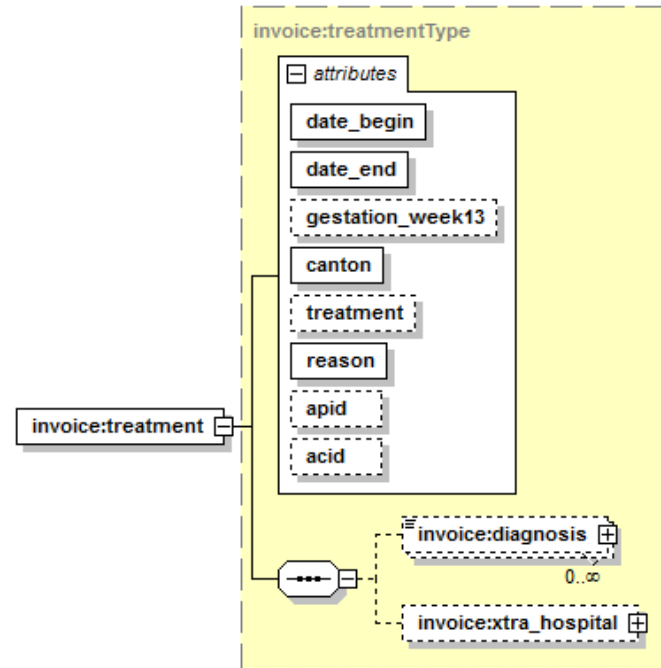 invoice:treatmentType
attributes
date_begin
date_end
gestation_week13
canton
treatment
reason
apid
acid
invoice:treatment
invoice:diagnosis
0..∞
invoice:xtra_hospital